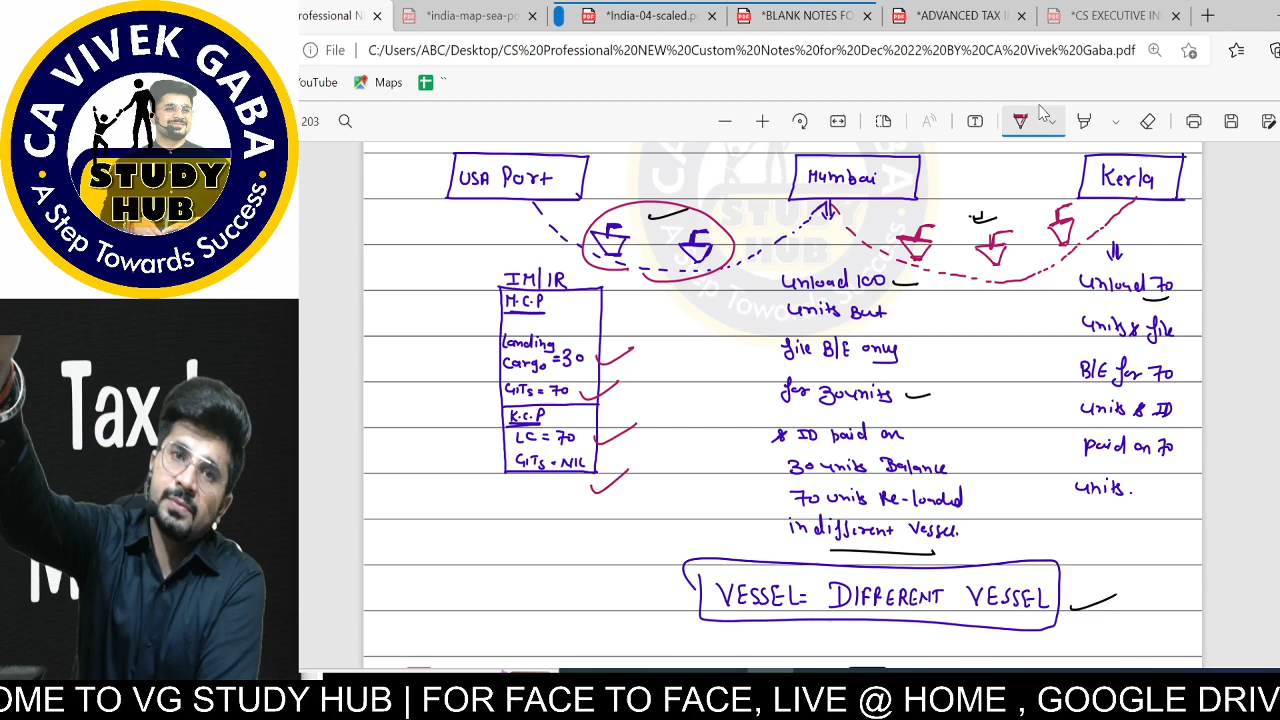 CA VIVEK GABA
STUDY
HUB
· A Step Towards Success ·
rofessional N
*india-map-sea-po
*India-04-scaled.p
*BLANK NOTES FO
*ADVANCED TAX L
*CS EXECUTIVE IN
File
C:/Users/ABC/Desktop/CS%20Professional%20NEW%20Custom%20Notes%20for%20Dec%2022%20BY%20CA%20Vivek%20Gaba.pdf
YouTube
Maps
203
USA Port
Mumbai
Kerla
IM/IR
M.C.P
Landing
Cargo =30
GITs = 70
K.C.P
LC = 70
GITs = NIL
unload 100
units but
file B/E only
for 30 units
& ID paid on
30 units Balance
70 units Re-loaded
in different vessel.
unload 70
units & file
B/E for 70
units & ID
paid on 70
units.
VESSEL= DIFFERENT VESSEL
Tax
M
OME TO VG STUDY HUB | FOR FACE TO FACE, LIVE @ HOME , GOOGLE DRIV